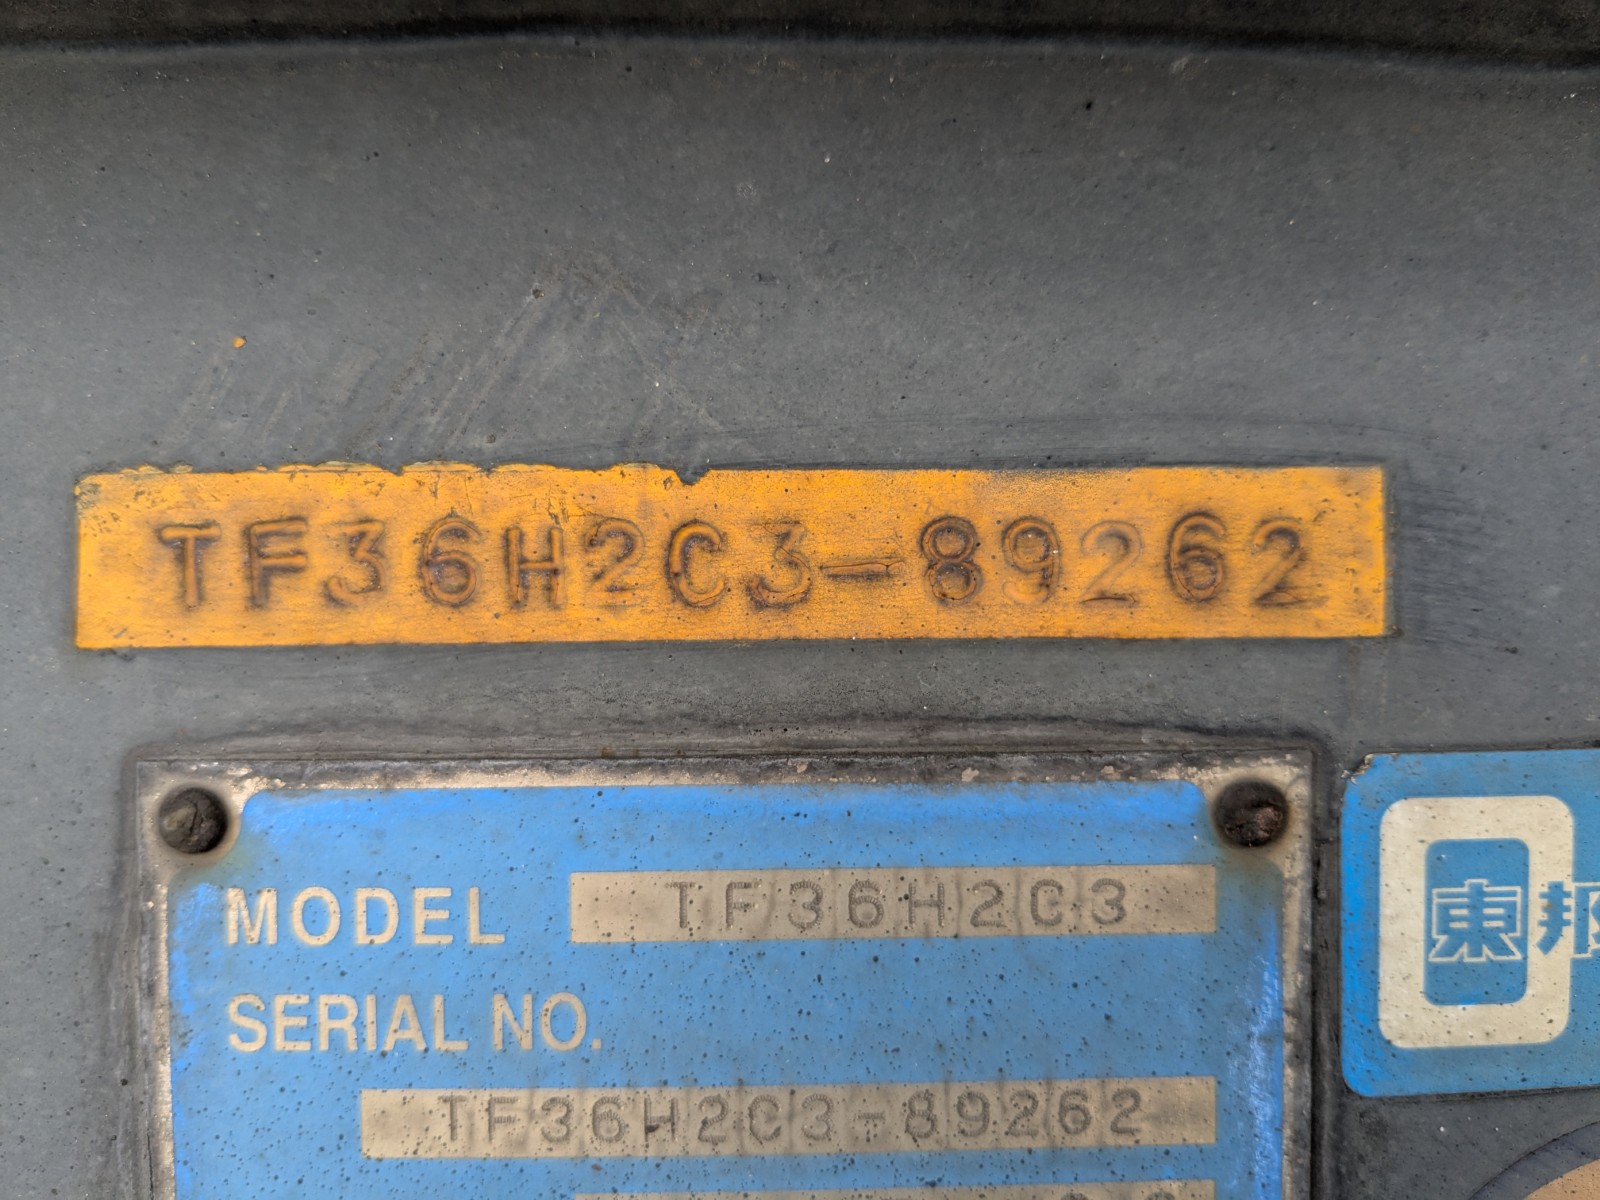 TF36H2C3-89262
MODEL TF36H2C3
SERIAL NO.
TF36H2C3-89262
東邦